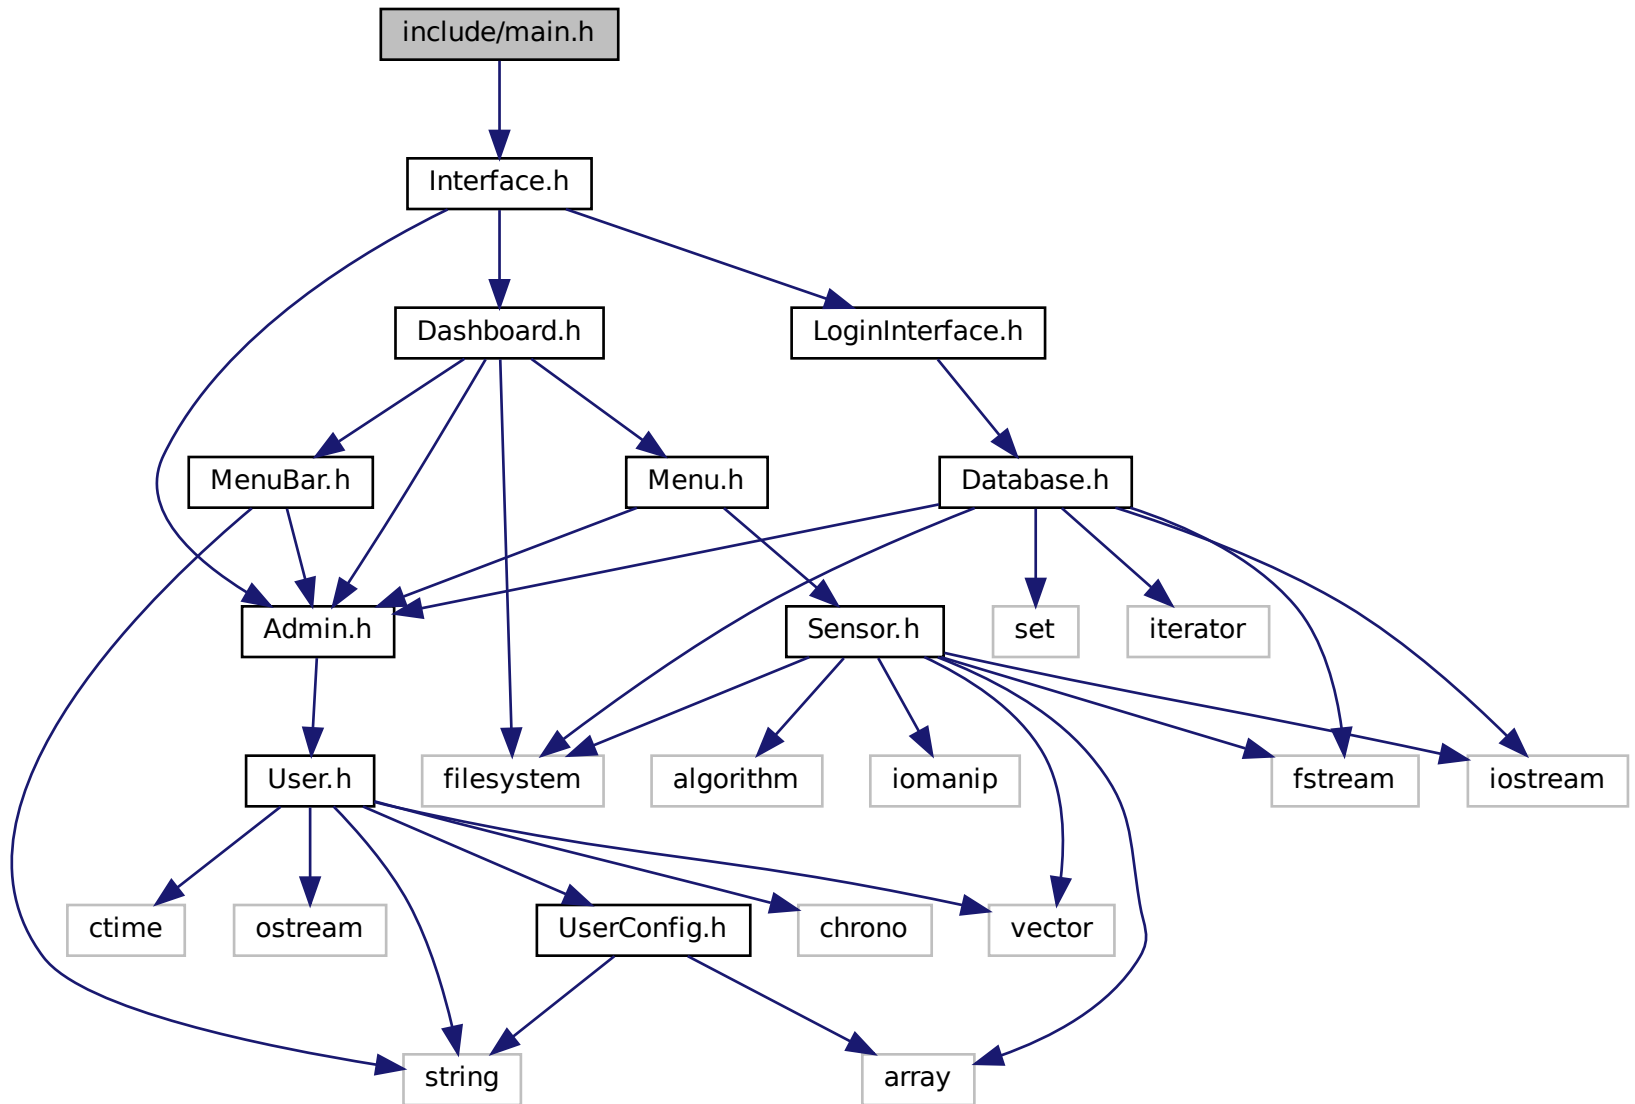 include/main.h
Interface.h
Dashboard.h
LoginInterface.h
MenuBar.h
Menu.h
Database.h
Admin.h
Sensor.h
set
iterator
User.h
filesystem
algorithm
iomanip
fstream
iostream
ctime
ostream
UserConfig.h
chrono
vector
string
array